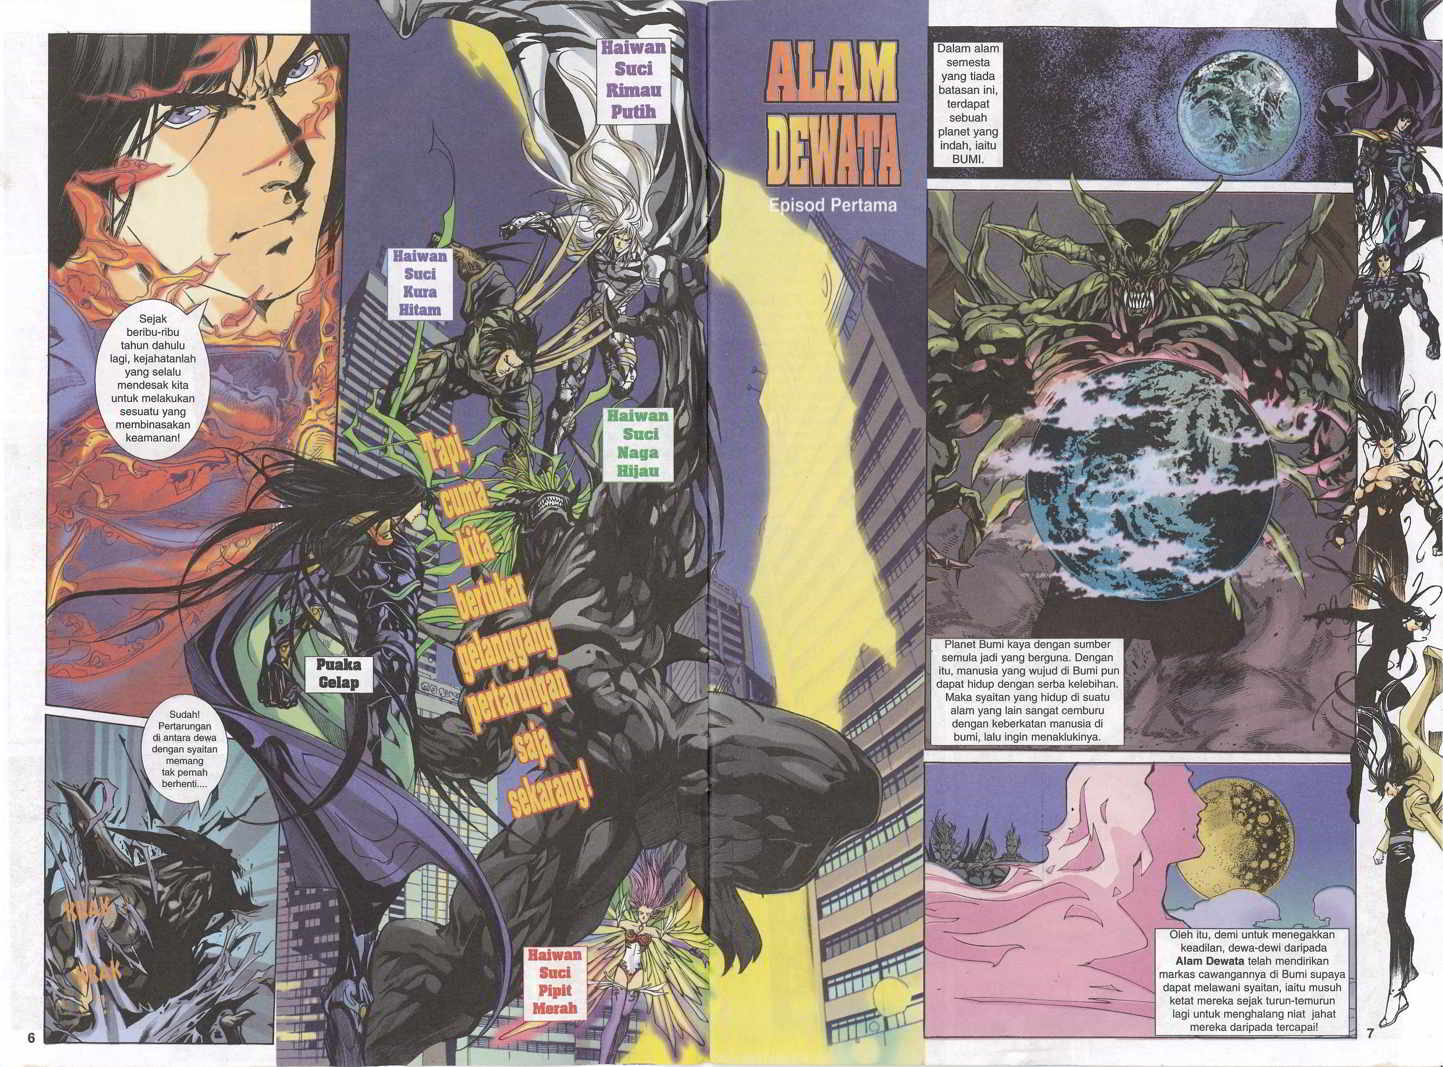 Sejak
beribu-ribu
tahun dahulu
lagi, kejahatanlah
yang selalu
mendesak kita
untuk melakukan
sesuatu yang
membinasakan
keamanan!
Sudah!
Pertarungan
di antara dewa
dengan syaitan
memang
tak pernah
berhenti....
KRAK
KRAK
6
Haiwan
Suci
Rimau
Putih
Haiwan
Suci
Kura
Hitam
Haiwan
Suci
Naga
Hijau
Tapi,
cuma
kita
bertukar
gelanggang
pertarungan
saja
sekarang!
Puaka
Gelap
Haiwan
Suci
Pipit
Merah
ALAM
DEWATA
Episod Pertama
Dalam alam
semesta
yang tiada
batasan ini,
terdapat
sebuah
planet yang
indah, iaitu
BUMI.
Planet Bumi kaya dengan sumber
semula jadi yang berguna. Dengan
itu, manusia yang wujud di Bumi pun
dapat hidup dengan serba kelebihan.
Maka syaitan yang hidup di suatu
alam yang lain sangat cemburu
dengan keberkatan manusia di
bumi, lalu ingin menaklukinya.
Oleh itu, demi untuk menegakkan
keadilan, dewa-dewi daripada
Alam Dewata telah mendirikan
markas cawangannya di Bumi supaya
dapat melawani syaitan, iaitu musuh
ketat mereka sejak turun-temurun
lagi untuk menghalang niat jahat
mereka daripada tercapai!
7